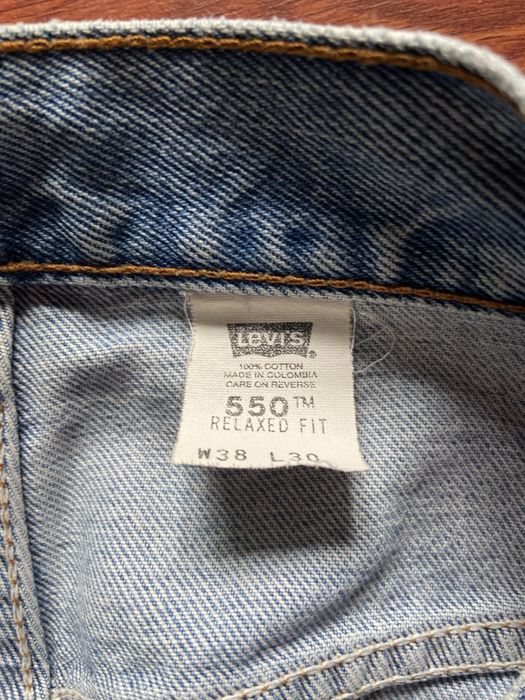 Levi's®
100% COTTON
MADE IN COLOMBIA
CARE ON REVERSE
550™
RELAXED FIT
W38 L30